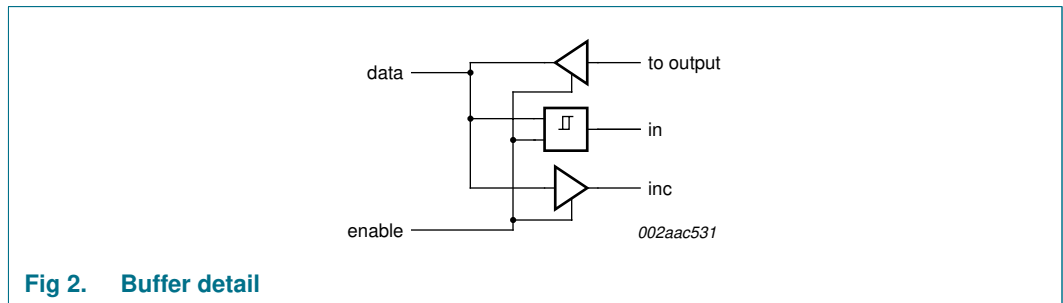 data
to output
in
inc
enable
002aac531
Fig 2. Buffer detail